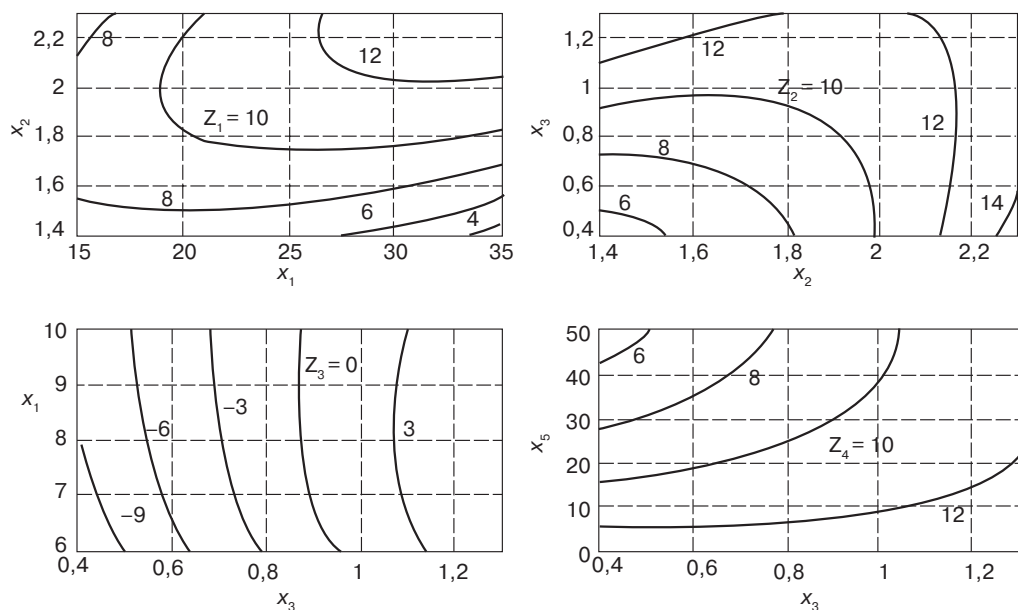 2,2
2
1,8
1,6
1,4
x2
8
12
Z1 = 10
8
6
4
15 20 25 30 35
x1
1,2
1
0,8
0,6
0,4
x3
12
Z2 = 10
12
8
6
14
1,4 1,6 1,8 2 2,2
x2
10
9
8
7
6
x1
Z3 = 0
–3
–6
3
–9
0,4 0,6 0,8 1 1,2
x3
50
40
30
20
10
0
x5
6
8
Z4 = 10
12
0,4 0,6 0,8 1 1,2
x3